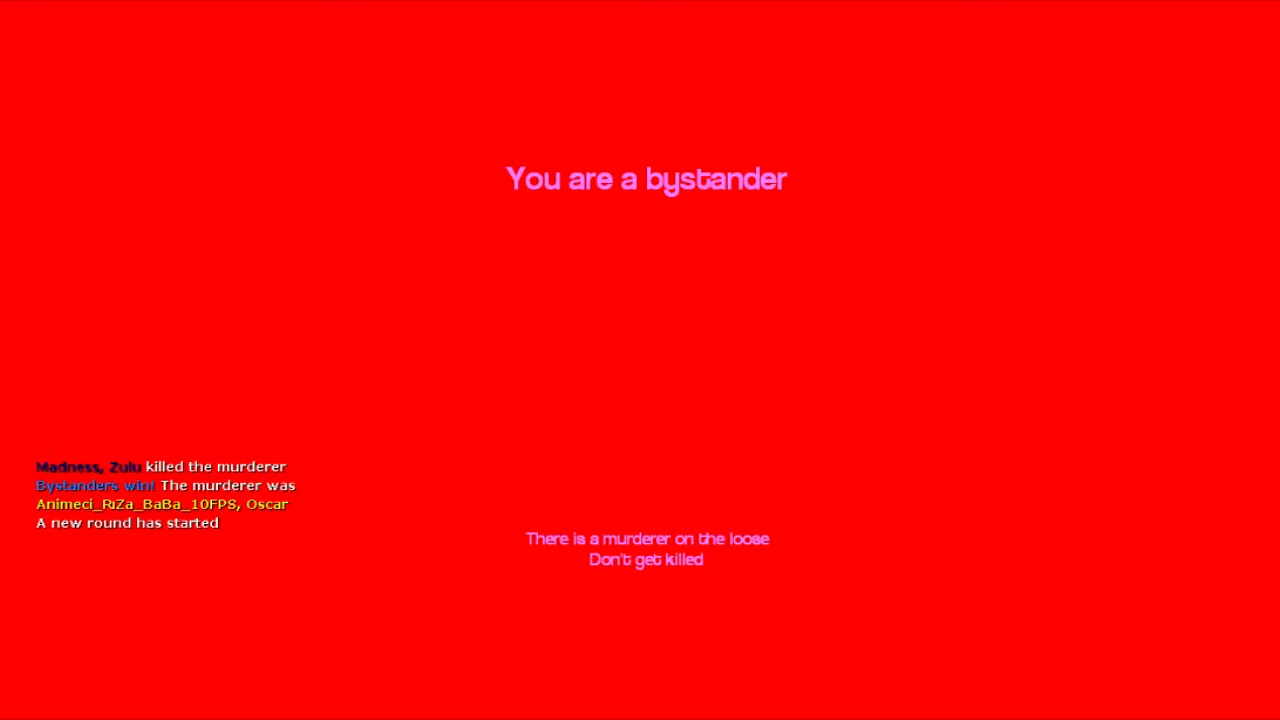 You are a bystander
Madness, Zulu killed the murderer
Bystanders win! The murderer was
Animeci_RiZa_BaBa_10FPS, Oscar
A new round has started
There is a murderer on the loose
Don't get killed